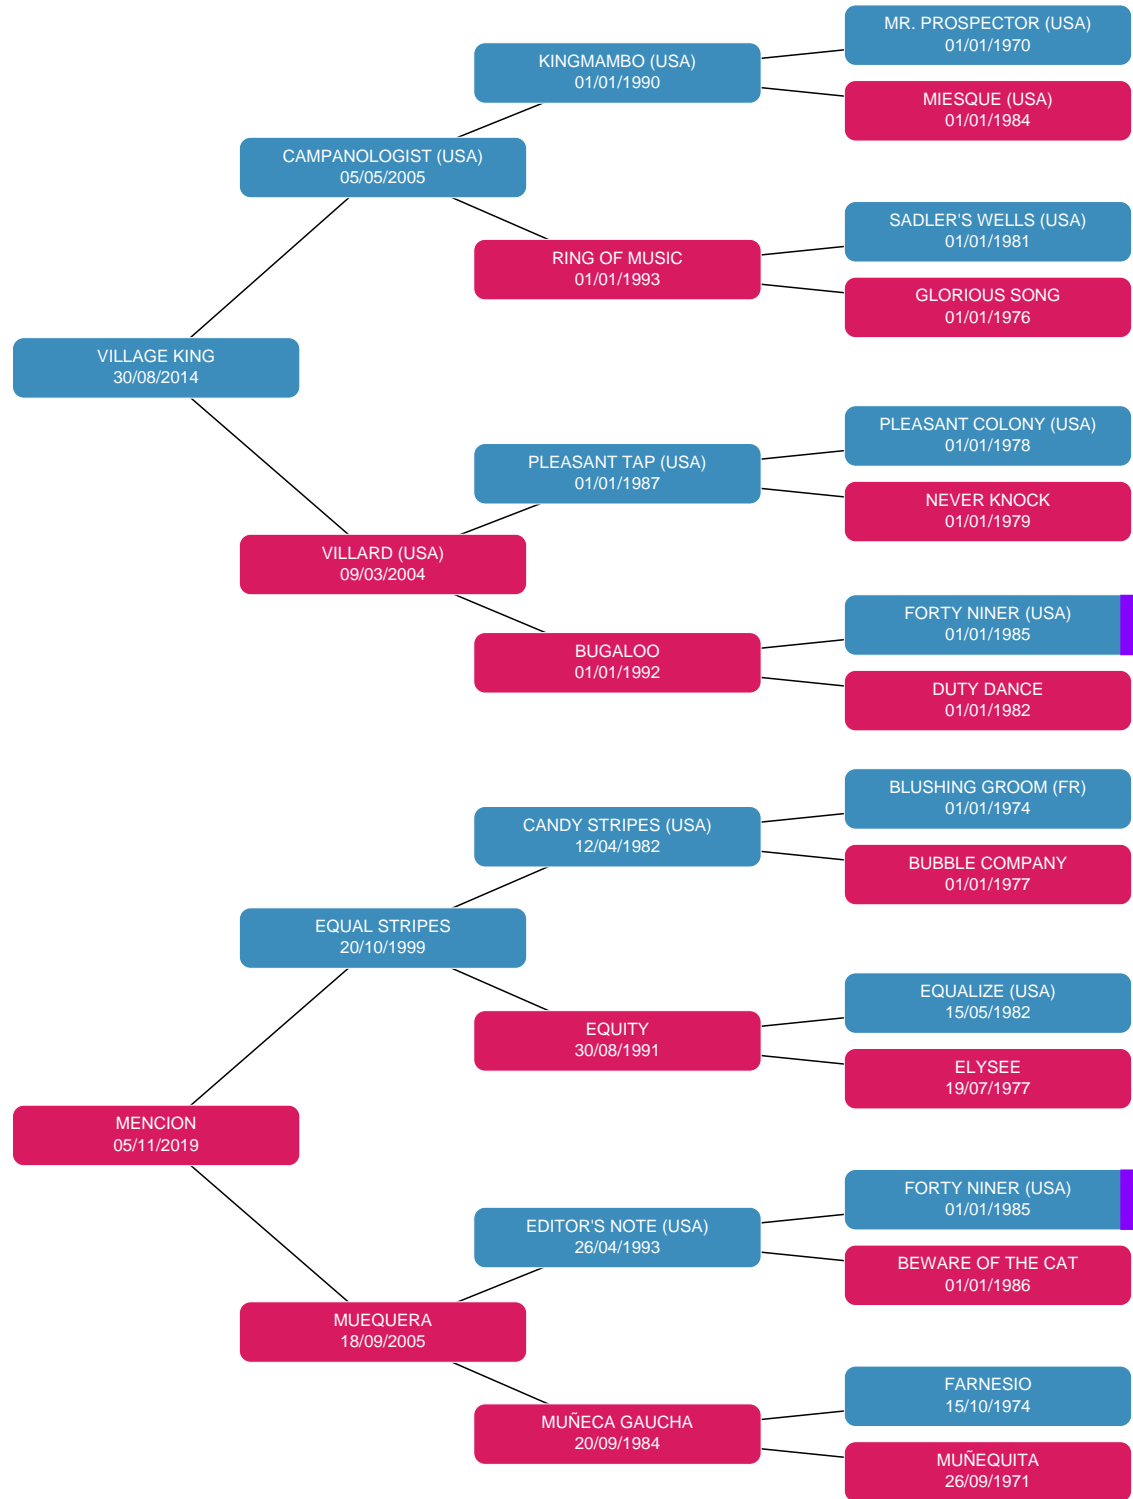 MR. PROSPECTOR (USA)
01/01/1970
KINGMAMBO (USA)
01/01/1990
MIESQUE (USA)
01/01/1984
CAMPANOLOGIST (USA)
05/05/2005
SADLER'S WELLS (USA)
01/01/1981
RING OF MUSIC
01/01/1993
GLORIOUS SONG
01/01/1976
VILLAGE KING
30/08/2014
PLEASANT COLONY (USA)
01/01/1978
PLEASANT TAP (USA)
01/01/1987
NEVER KNOCK
01/01/1979
VILLARD (USA)
09/03/2004
FORTY NINER (USA)
01/01/1985
BUGALOO
01/01/1992
DUTY DANCE
01/01/1982
BLUSHING GROOM (FR)
01/01/1974
CANDY STRIPES (USA)
12/04/1982
BUBBLE COMPANY
01/01/1977
EQUAL STRIPES
20/10/1999
EQUALIZE (USA)
15/05/1982
EQUITY
30/08/1991
ELYSEE
19/07/1977
MENCION
05/11/2019
FORTY NINER (USA)
01/01/1985
EDITOR'S NOTE (USA)
26/04/1993
BEWARE OF THE CAT
01/01/1986
MUEQUERA
18/09/2005
FARNESIO
15/10/1974
MUÑECA GAUCHA
20/09/1984
MUÑEQUITA
26/09/1971